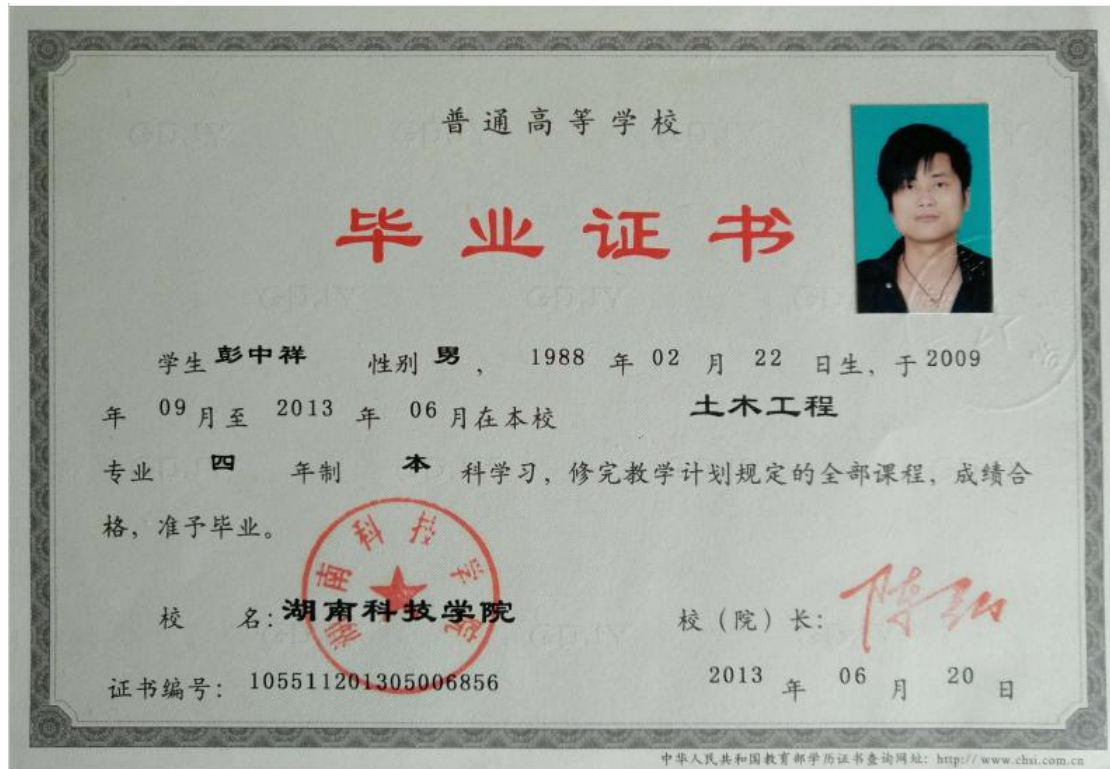 普通高等学校
毕业证书
学生 彭中祥 性别 男, 1988 年 02 月 22 日生, 于 2009
年 09 月至 2013 年 06 月在本校 土木工程
专业 四 年制 本 科学习, 修完教学计划规定的全部课程, 成绩合
格, 准予毕业。
湖南科技学院
校 名: 湖南科技学院 校 (院) 长:
证书编号: 105511201305006856 2013 年 06 月 20 日
中华人民共和国教育部学历证书查询网址: http://www.chsi.com.cn